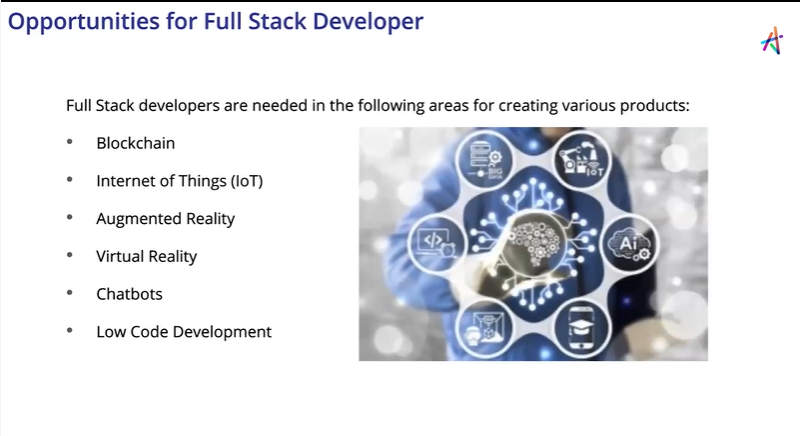 Opportunities for Full Stack Developer
Full Stack developers are needed in the following areas for creating various products:
• Blockchain
• Internet of Things (IoT)
• Augmented Reality
• Virtual Reality
• Chatbots
• Low Code Development
BIG
DATA
IoT
</>
Ai